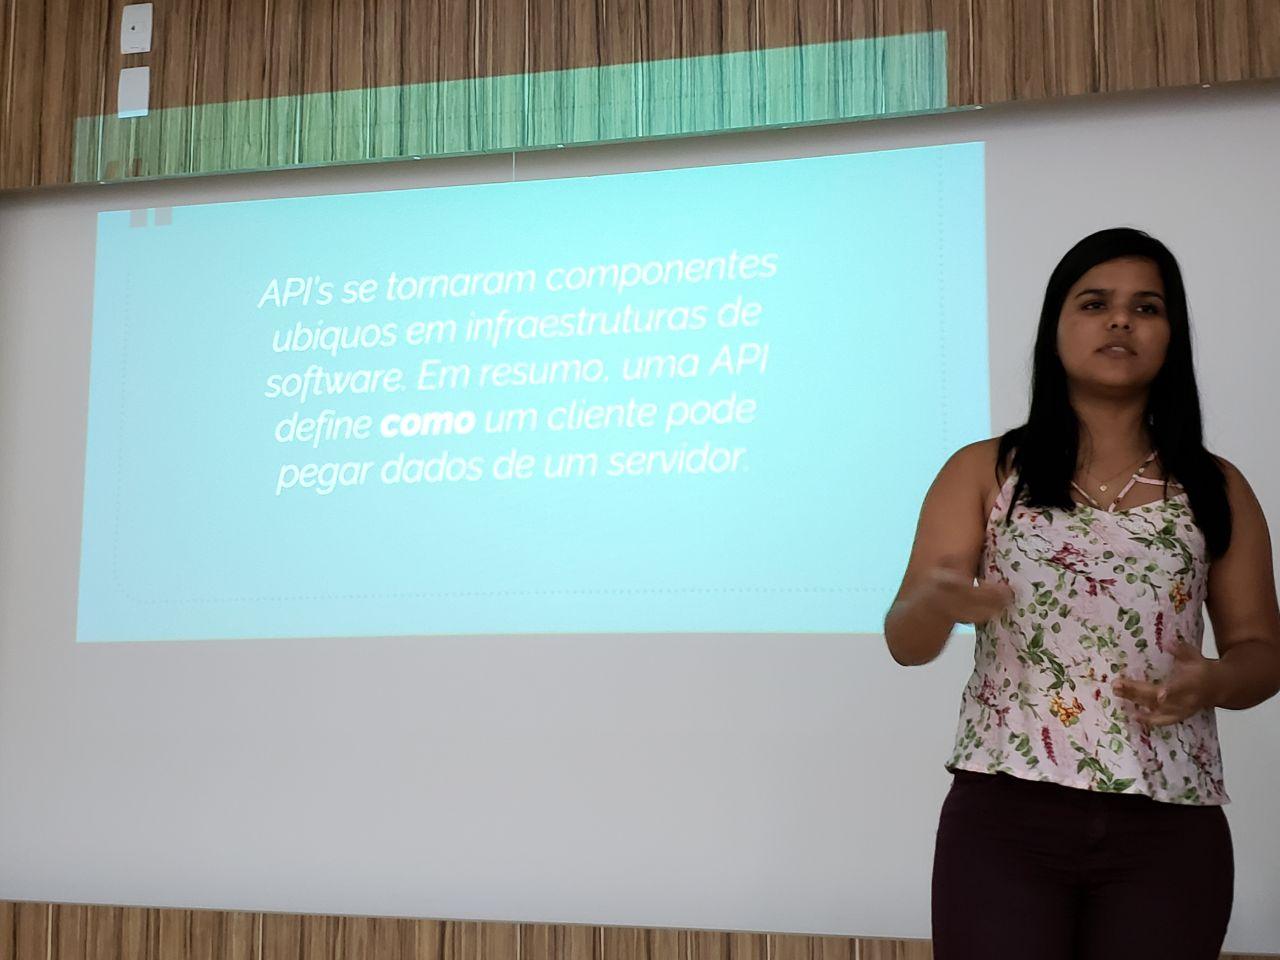 API's se tornaram componentes
ubiquos em infraestruturas de
software. Em resumo, uma API
define como um cliente pode
pegar dados de um servidor.